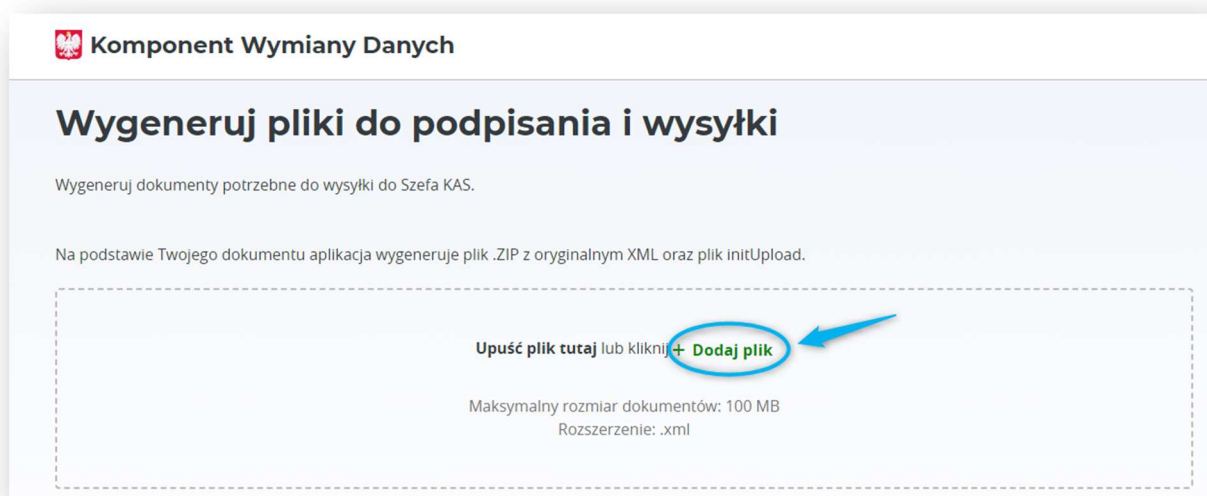 Komponent Wymiany Danych
Wygeneruj pliki do podpisania i wysyłki
Wygeneruj dokumenty potrzebne do wysyłki do Szefa KAS.
Na podstawie Twojego dokumentu aplikacja wygeneruje plik .ZIP z oryginalnym XML oraz plik initUpload.
Upuść plik tutaj lub kliknij + Dodaj plik
Maksymalny rozmiar dokumentów: 100 MB
Rozszerzenie: .xml